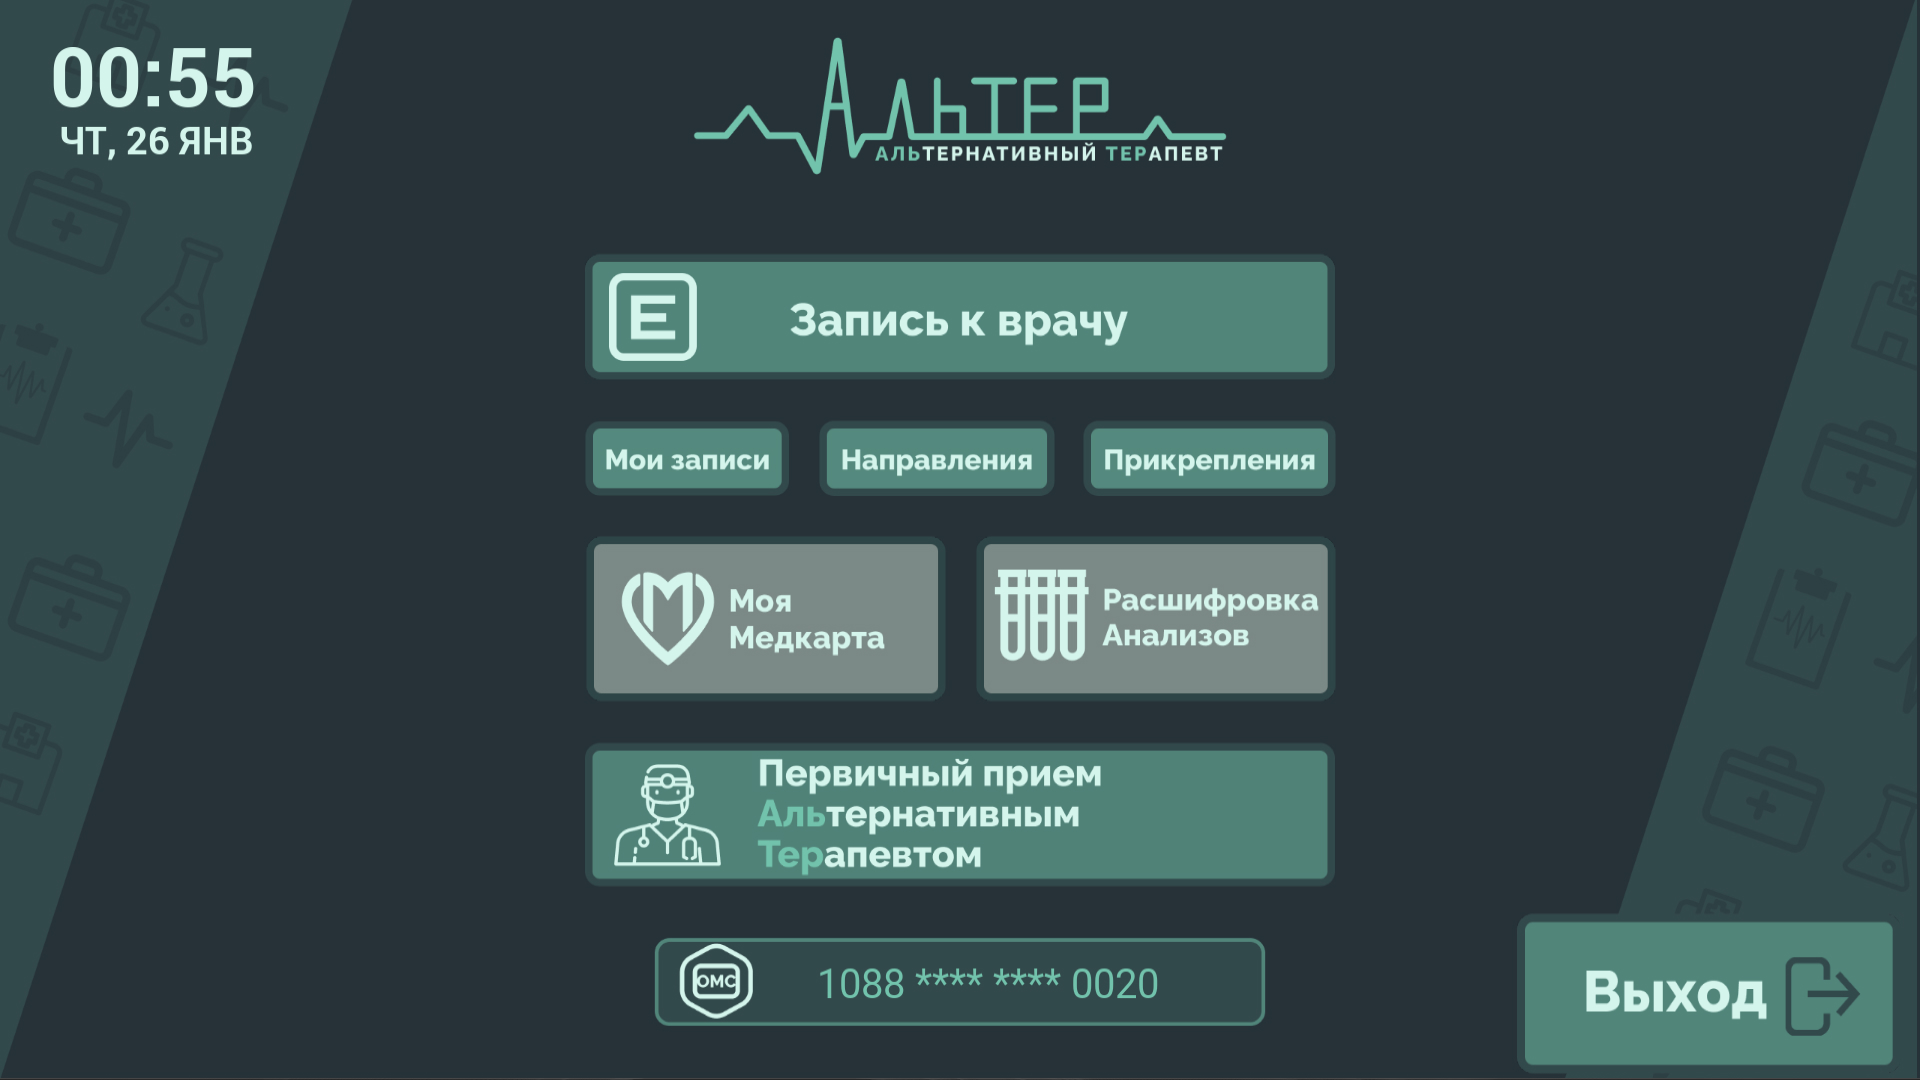 00:55
ЧТ, 26 ЯНВ
АЛЬТЕР
АЛЬТЕРНАТИВНЫЙ ТЕРАПЕВТ
E
Запись к врачу
Мои записи
Направления
Прикрепления
Моя
Медкарта
Расшифровка
Анализов
Первичный прием
Альтернативным
Терапевтом
ОМС
1088 **** **** 0020
Выход